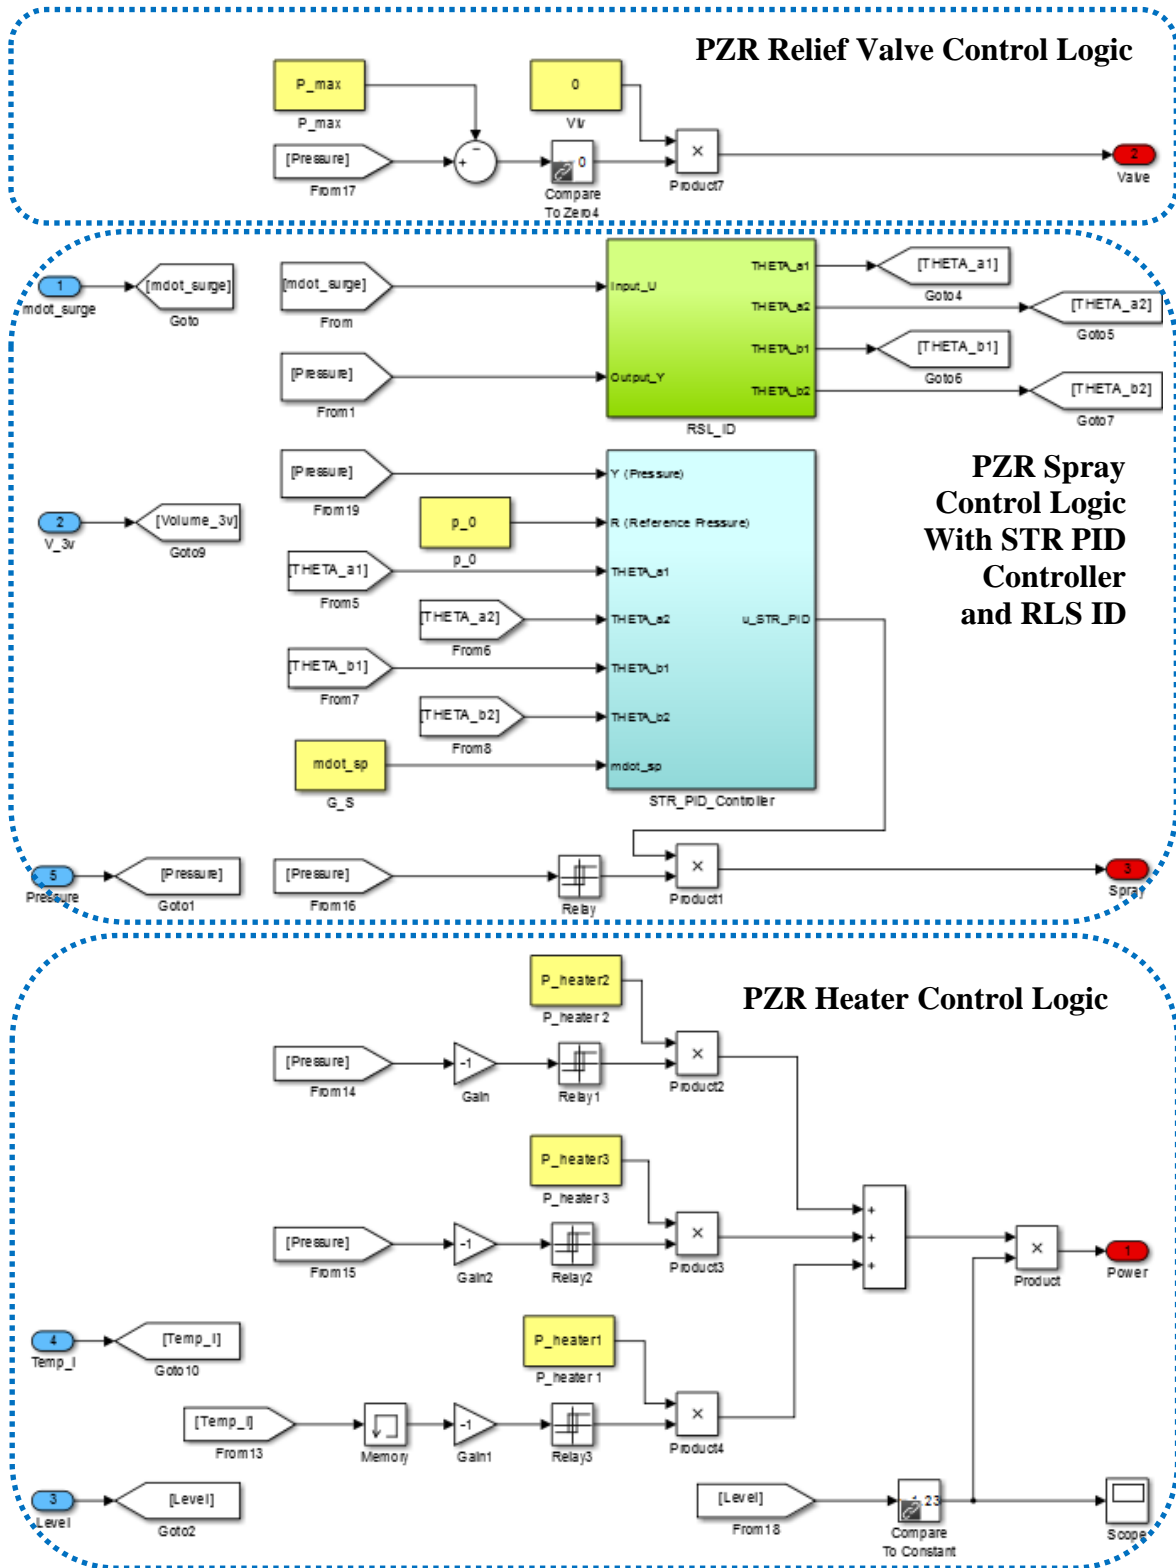 PZR Relief Valve Control Logic
P_max
P_max
[Pressure]
From17
+
−
0
Vlv
0
Compare
To Zero4
×
Product7
2
Valve
1
mdot_surge
[mdot_surge]
Goto
[mdot_surge]
From
[Pressure]
From1
Input_U
Output_Y
THETA_a1
THETA_a2
THETA_b1
THETA_b2
RSL_ID
[THETA_a1]
Goto4
[THETA_a2]
Goto5
[THETA_b1]
Goto6
[THETA_b2]
Goto7
PZR Spray
Control Logic
With STR PID
Controller
and RLS ID
2
V_3v
[Volume_3v]
Goto9
[Pressure]
From19
p_0
p_0
[THETA_a1]
From5
[THETA_a2]
From6
[THETA_b1]
From7
[THETA_b2]
From8
mdot_sp
G_S
Y (Pressure)
R (Reference Pressure)
THETA_a1
THETA_a2
THETA_b1
THETA_b2
mdot_sp
u_STR_PID
STR_PID_Controller
5
Pressure
[Pressure]
Goto1
[Pressure]
From16
Relay
×
Product1
3
Spray
PZR Heater Control Logic
P_heater2
P_heater 2
[Pressure]
From14
-1
Gain
Relay1
×
Product2
P_heater3
P_heater 3
[Pressure]
From15
-1
Gain2
Relay2
×
Product3
+
+
+
×
Product
1
Power
4
Temp_l
[Temp_l]
Goto10
P_heater1
P_heater 1
[Temp_l]
From13
Memory
-1
Gain1
Relay3
×
Product4
3
Level
[Level]
Goto2
[Level]
From18
Compare
To Constant
Scope